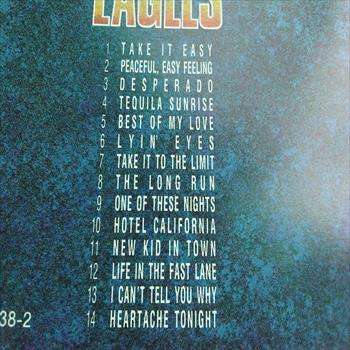 EAGLES
1 TAKE IT EASY
2 PEACEFUL, EASY FEELING
3 DESPERADO
4 TEQUILA SUNRISE
5 BEST OF MY LOVE
6 LYIN' EYES
7 TAKE IT TO THE LIMIT
8 THE LONG RUN
9 ONE OF THESE NIGHTS
10 HOTEL CALIFORNIA
11 NEW KID IN TOWN
12 LIFE IN THE FAST LANE
13 I CAN'T TELL YOU WHY
14 HEARTACHE TONIGHT
38-2